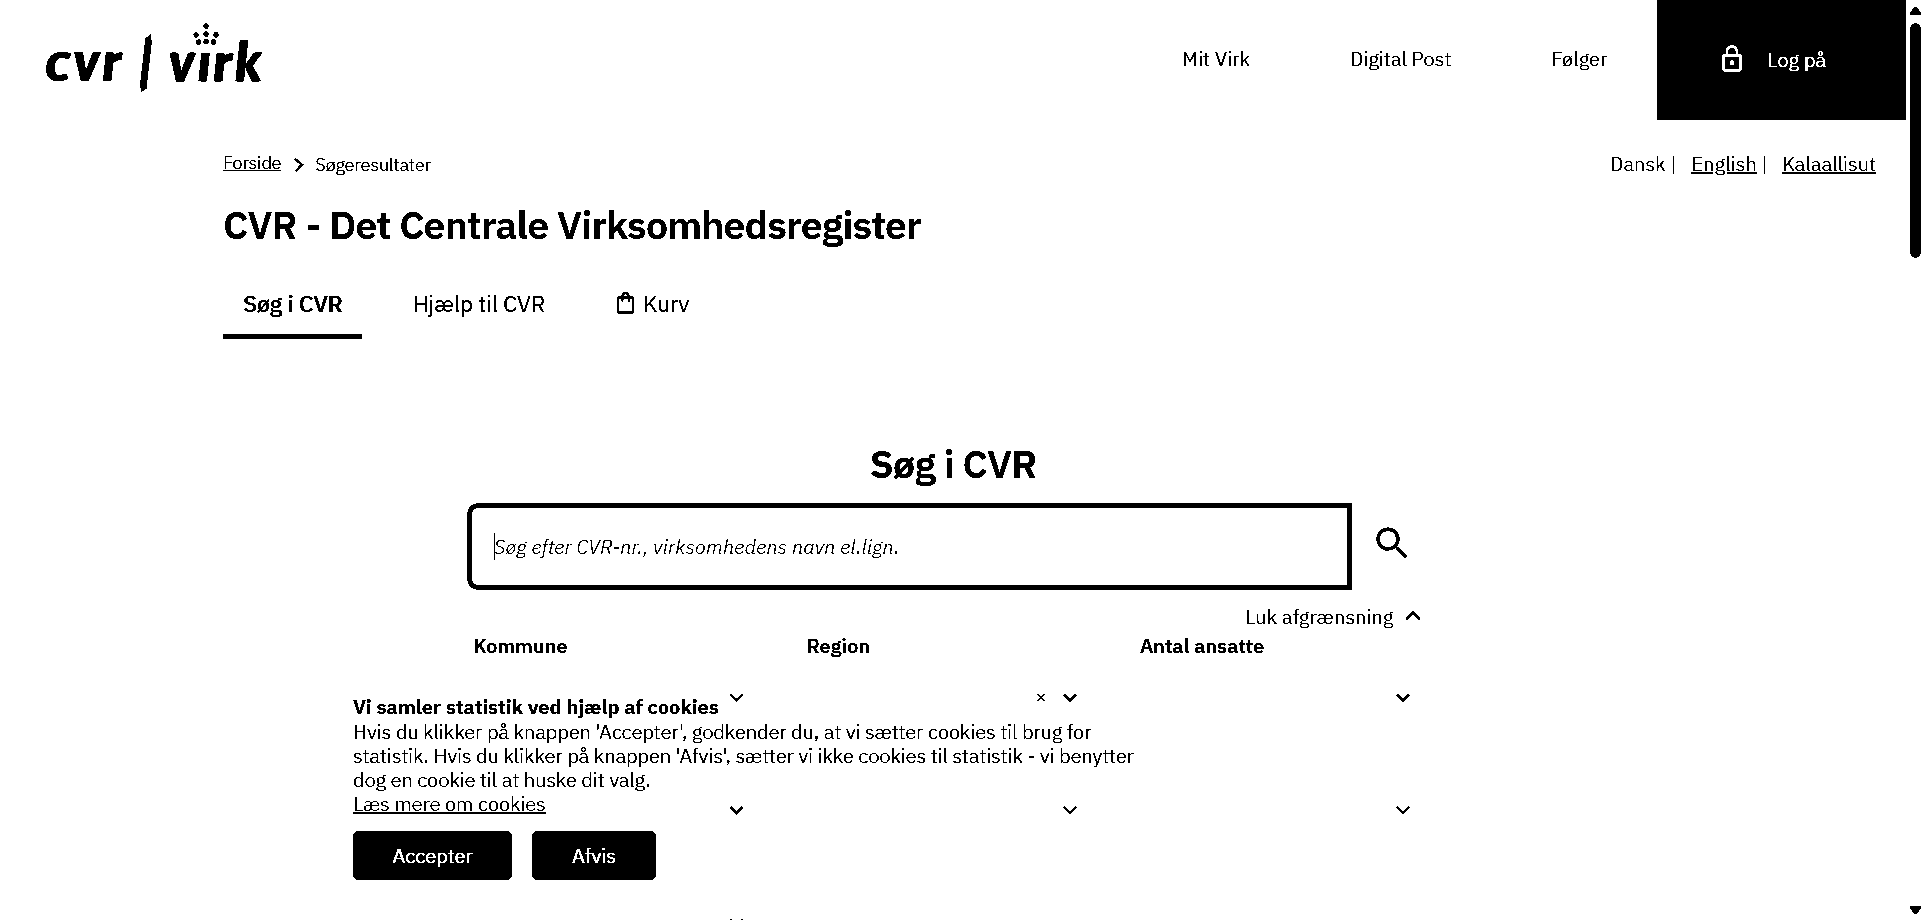 cvr | virk
Mit Virk
Digital Post
Følger
Log på
Forside > Søgeresultater
Dansk | English | Kalaallisut
CVR - Det Centrale Virksomhedsregister
Søg i CVR
Hjælp til CVR
Kurv
Søg i CVR
Søg efter CVR-nr., virksomhedens navn el.lign.
Luk afgrænsning
Kommune
Region
Antal ansatte
Vi samler statistik ved hjælp af cookies
Hvis du klikker på knappen 'Accepter', godkender du, at vi sætter cookies til brug for
statistik. Hvis du klikker på knappen 'Afvis', sætter vi ikke cookies til statistik - vi benytter
dog en cookie til at huske dit valg.
Læs mere om cookies
Accepter
Afvis